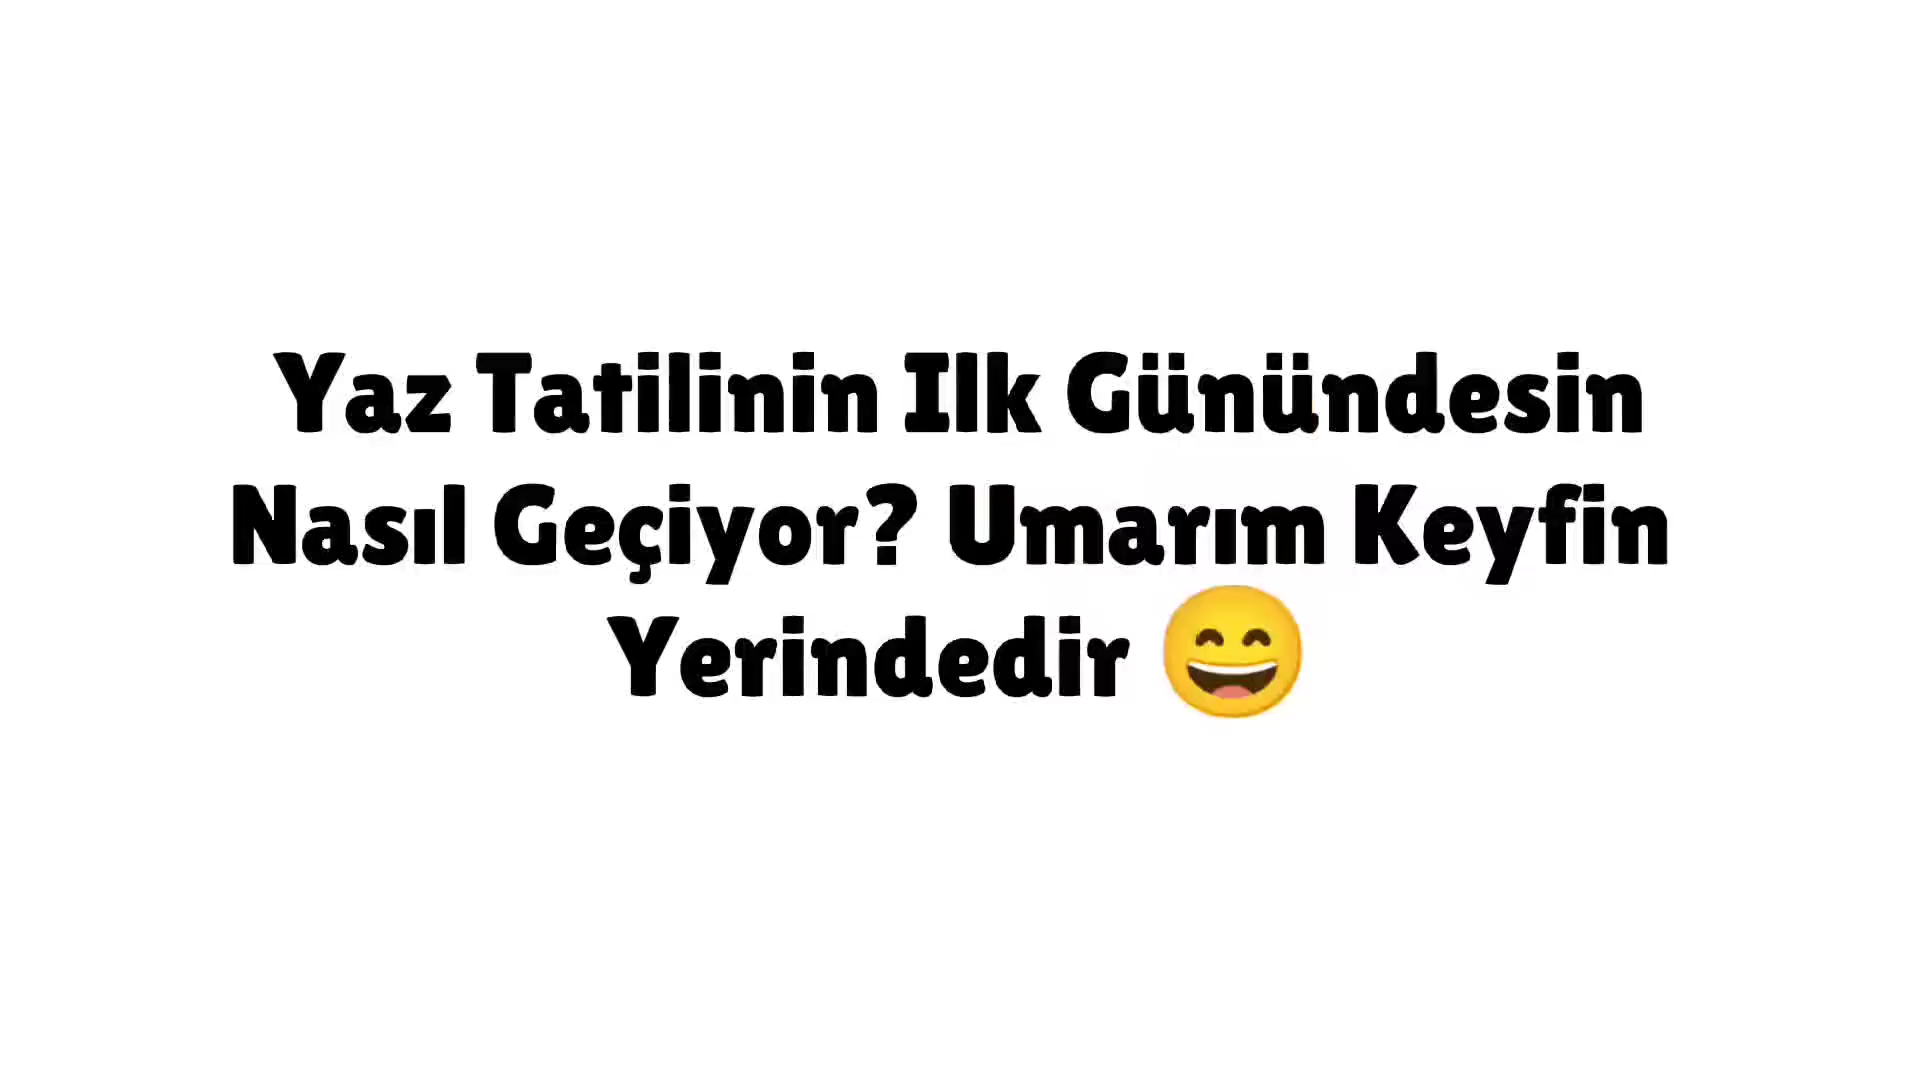 Yaz Tatilinin Ilk Günündesin
Nasıl Geçiyor? Umarım Keyfin
Yerindedir 😄